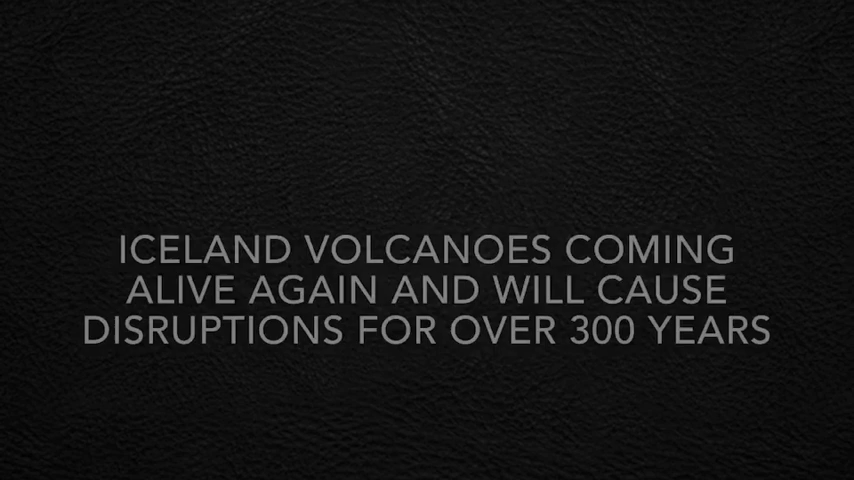 ICELAND VOLCANOES COMING
ALIVE AGAIN AND WILL CAUSE
DISRUPTIONS FOR OVER 300 YEARS